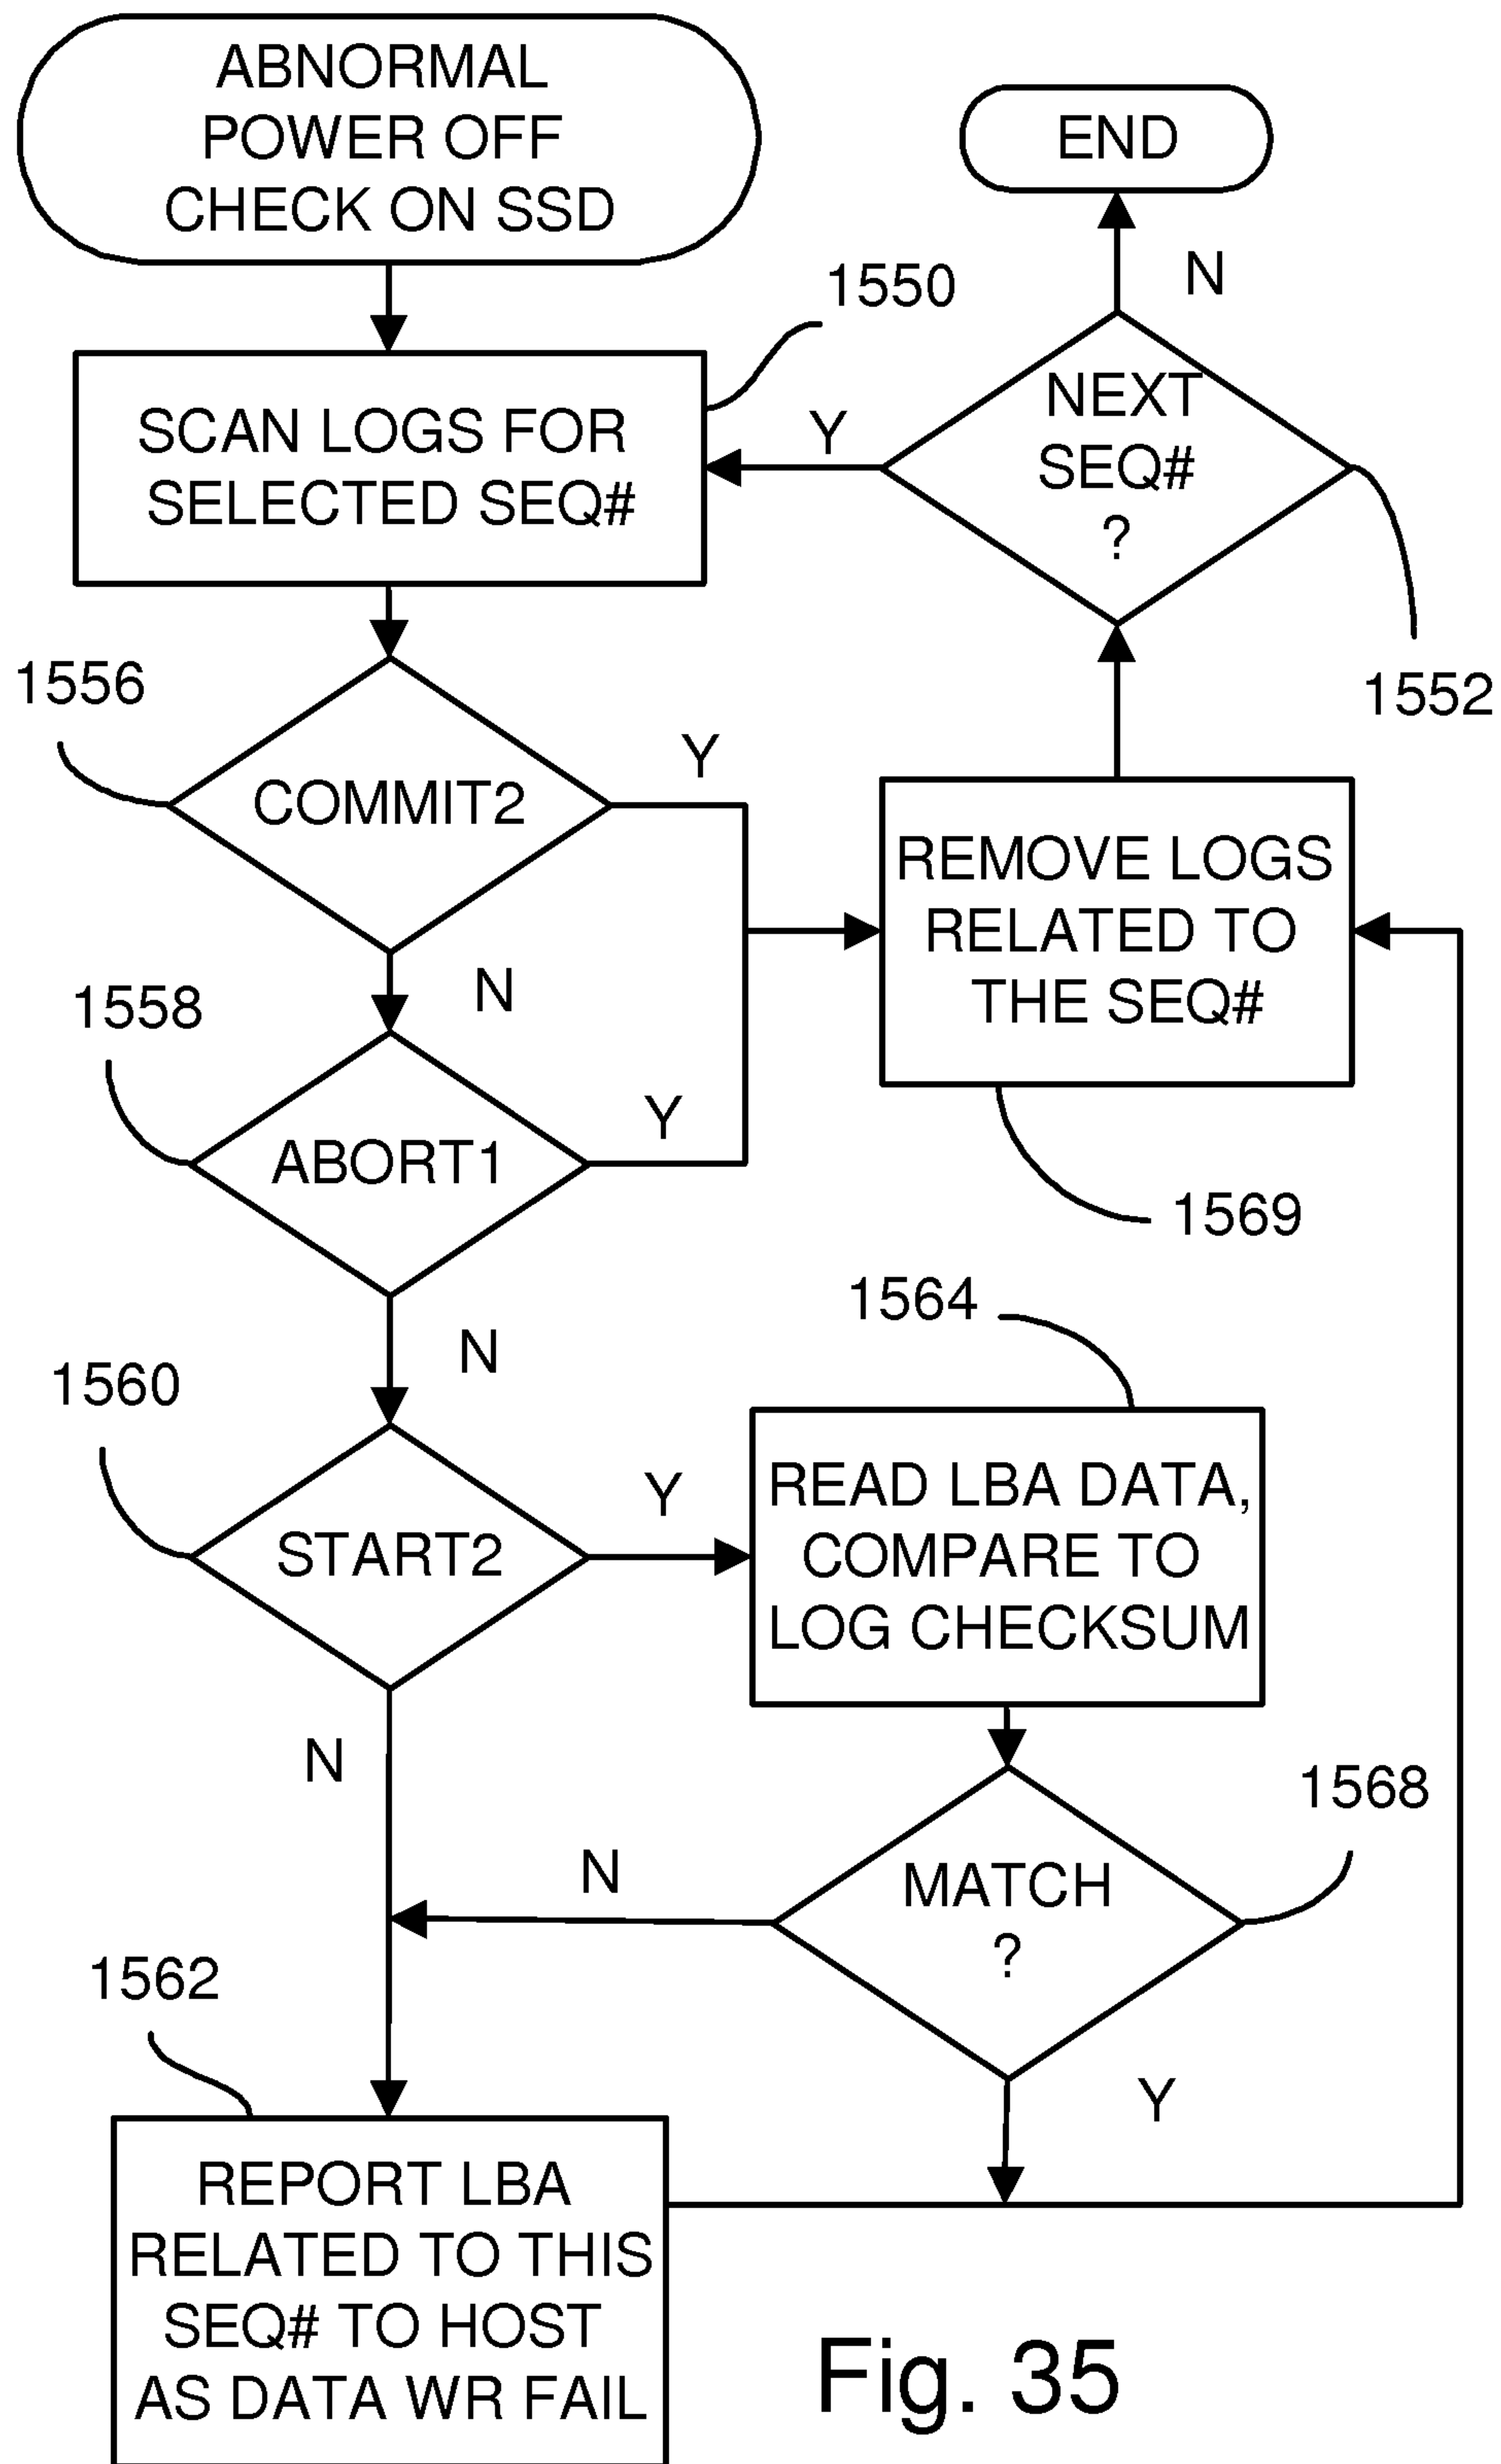 ABNORMAL
POWER OFF
CHECK ON SSD
END
N
1550
SCAN LOGS FOR
SELECTED SEQ#
Y
NEXT
SEQ#
?
1552
1556
COMMIT2
Y
N
REMOVE LOGS
RELATED TO
THE SEQ#
1569
1558
ABORT1
Y
N
1560
START2
Y
N
1564
READ LBA DATA,
COMPARE TO
LOG CHECKSUM
1568
MATCH
?
N
Y
1562
REPORT LBA
RELATED TO THIS
SEQ# TO HOST
AS DATA WR FAIL
Fig. 35